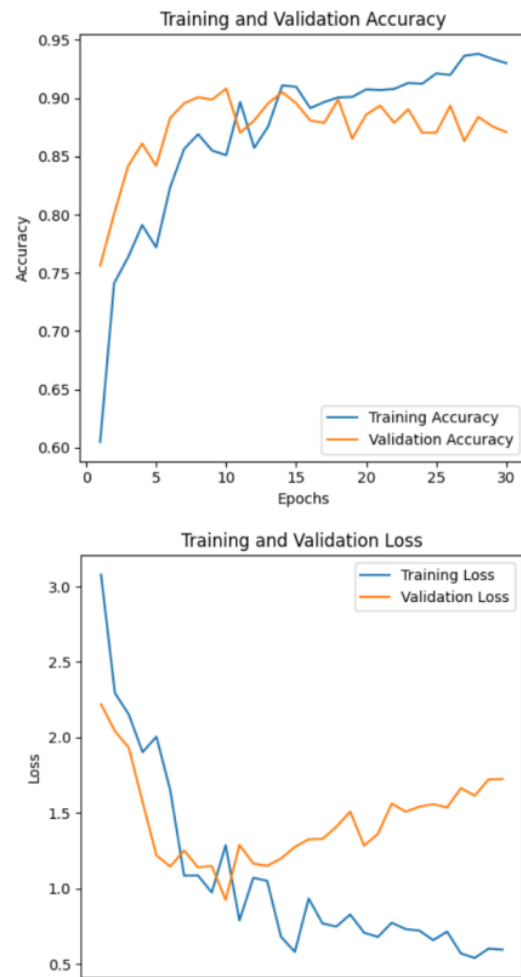 Training and Validation Accuracy
0.95
0.90
0.85
0.80
0.75
0.70
0.65
0.60
Accuracy
Training Accuracy
Validation Accuracy
0 5 10 15 20 25 30
Epochs
Training and Validation Loss
Training Loss
Validation Loss
3.0
2.5
2.0
1.5
1.0
0.5
Loss